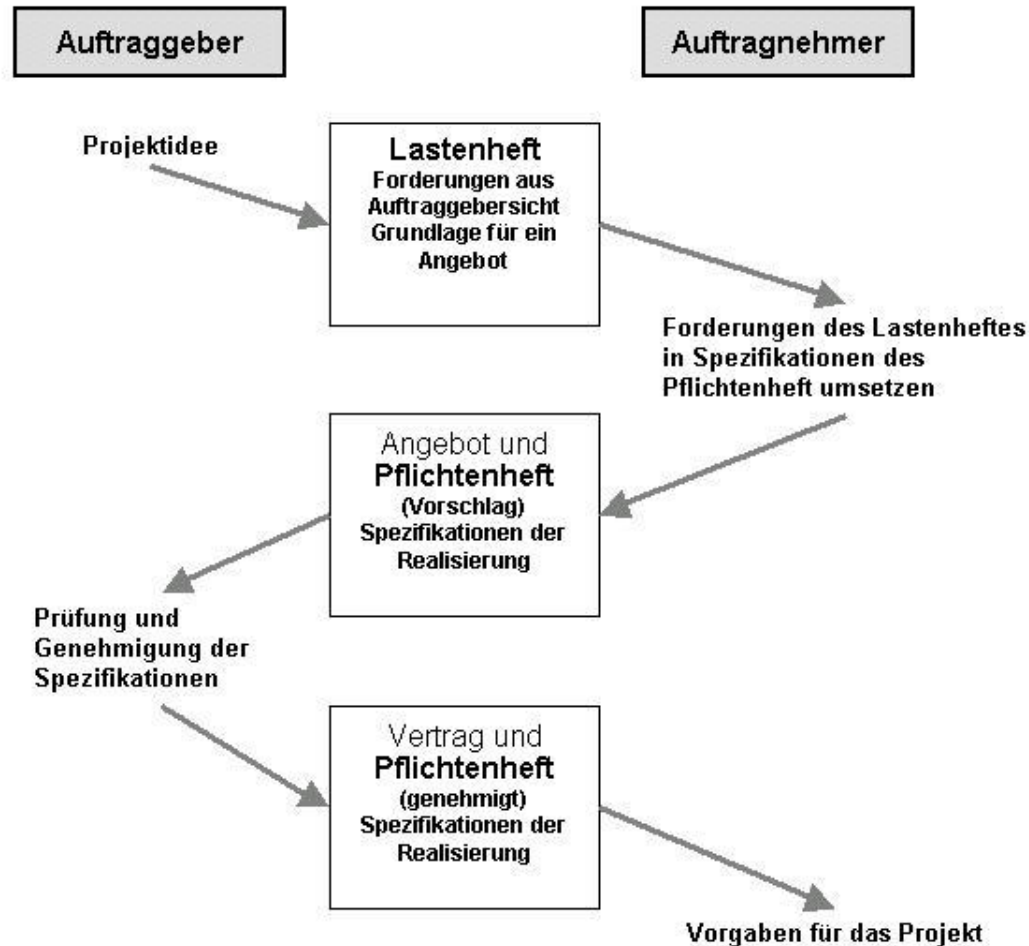 Auftraggeber
Auftragnehmer
Projektidee
Lastenheft
Forderungen aus
Auftraggebersicht
Grundlage für ein
Angebot
Forderungen des Lastenheftes
in Spezifikationen des
Pflichtenheft umsetzen
Angebot und
Pflichtenheft
(Vorschlag)
Spezifikationen der
Realisierung
Prüfung und
Genehmigung der
Spezifikationen
Vertrag und
Pflichtenheft
(genehmigt)
Spezifikationen der
Realisierung
Vorgaben für das Projekt